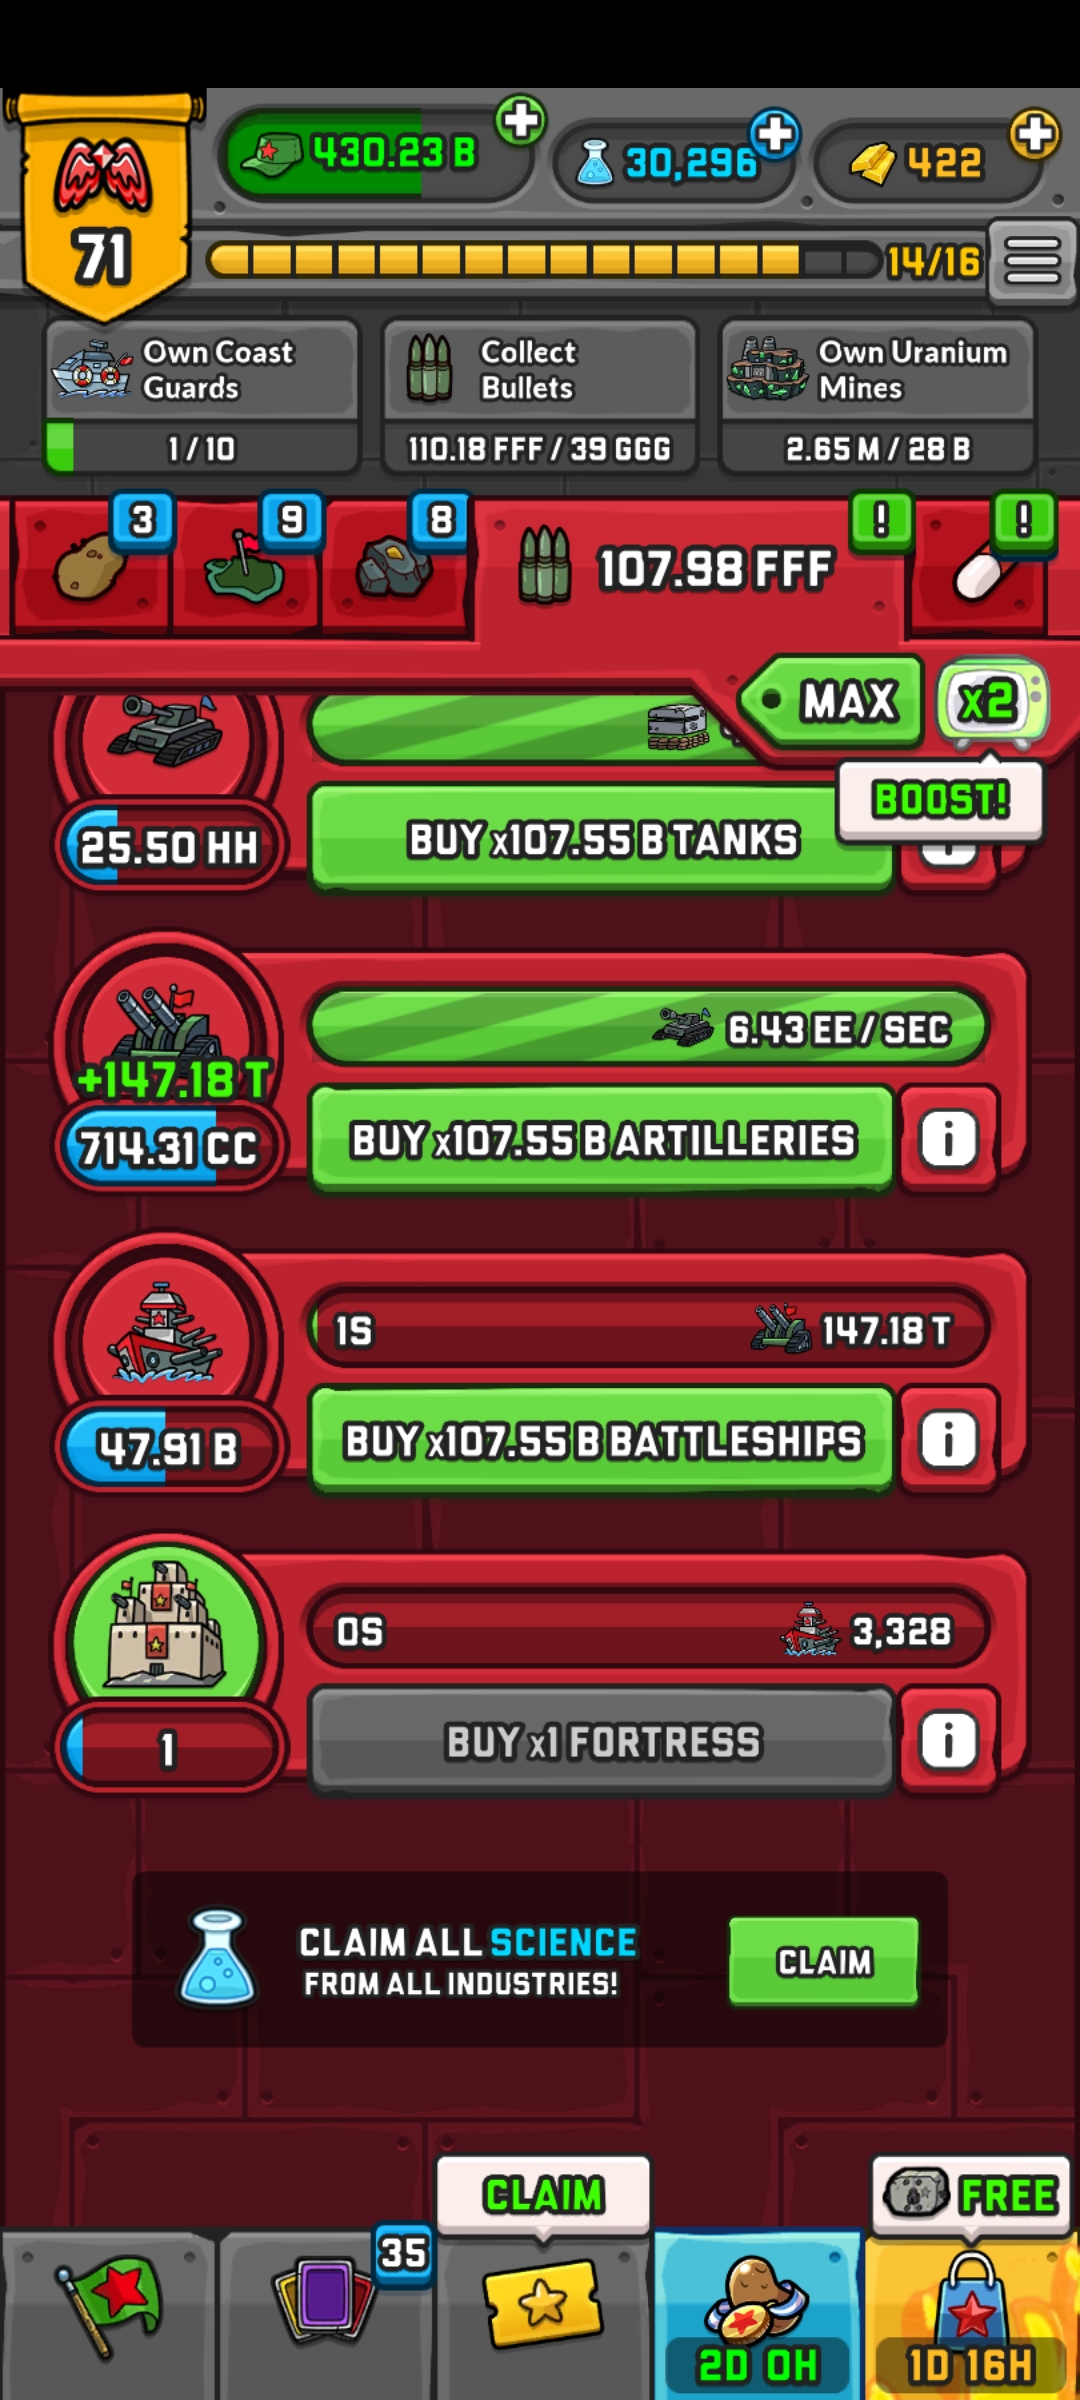 430.23 B
30,296
422
71
14/16
Own Coast
Guards
1 / 10
Collect
Bullets
110.18 FFF / 39 GGG
Own Uranium
Mines
2.65 M / 28 B
3
9
8
107.98 FFF
!
!
MAX
x2
BOOST!
25.50 HH
BUY x107.55 B TANKS
6.43 EE / SEC
+147.18 T
714.31 CC
BUY x107.55 B ARTILLERIES
i
1S
147.18 T
47.91 B
BUY x107.55 B BATTLESHIPS
i
0S
3,328
1
BUY x1 FORTRESS
i
CLAIM ALL SCIENCE
FROM ALL INDUSTRIES!
CLAIM
CLAIM
FREE
35
2D 0H
1D 16H